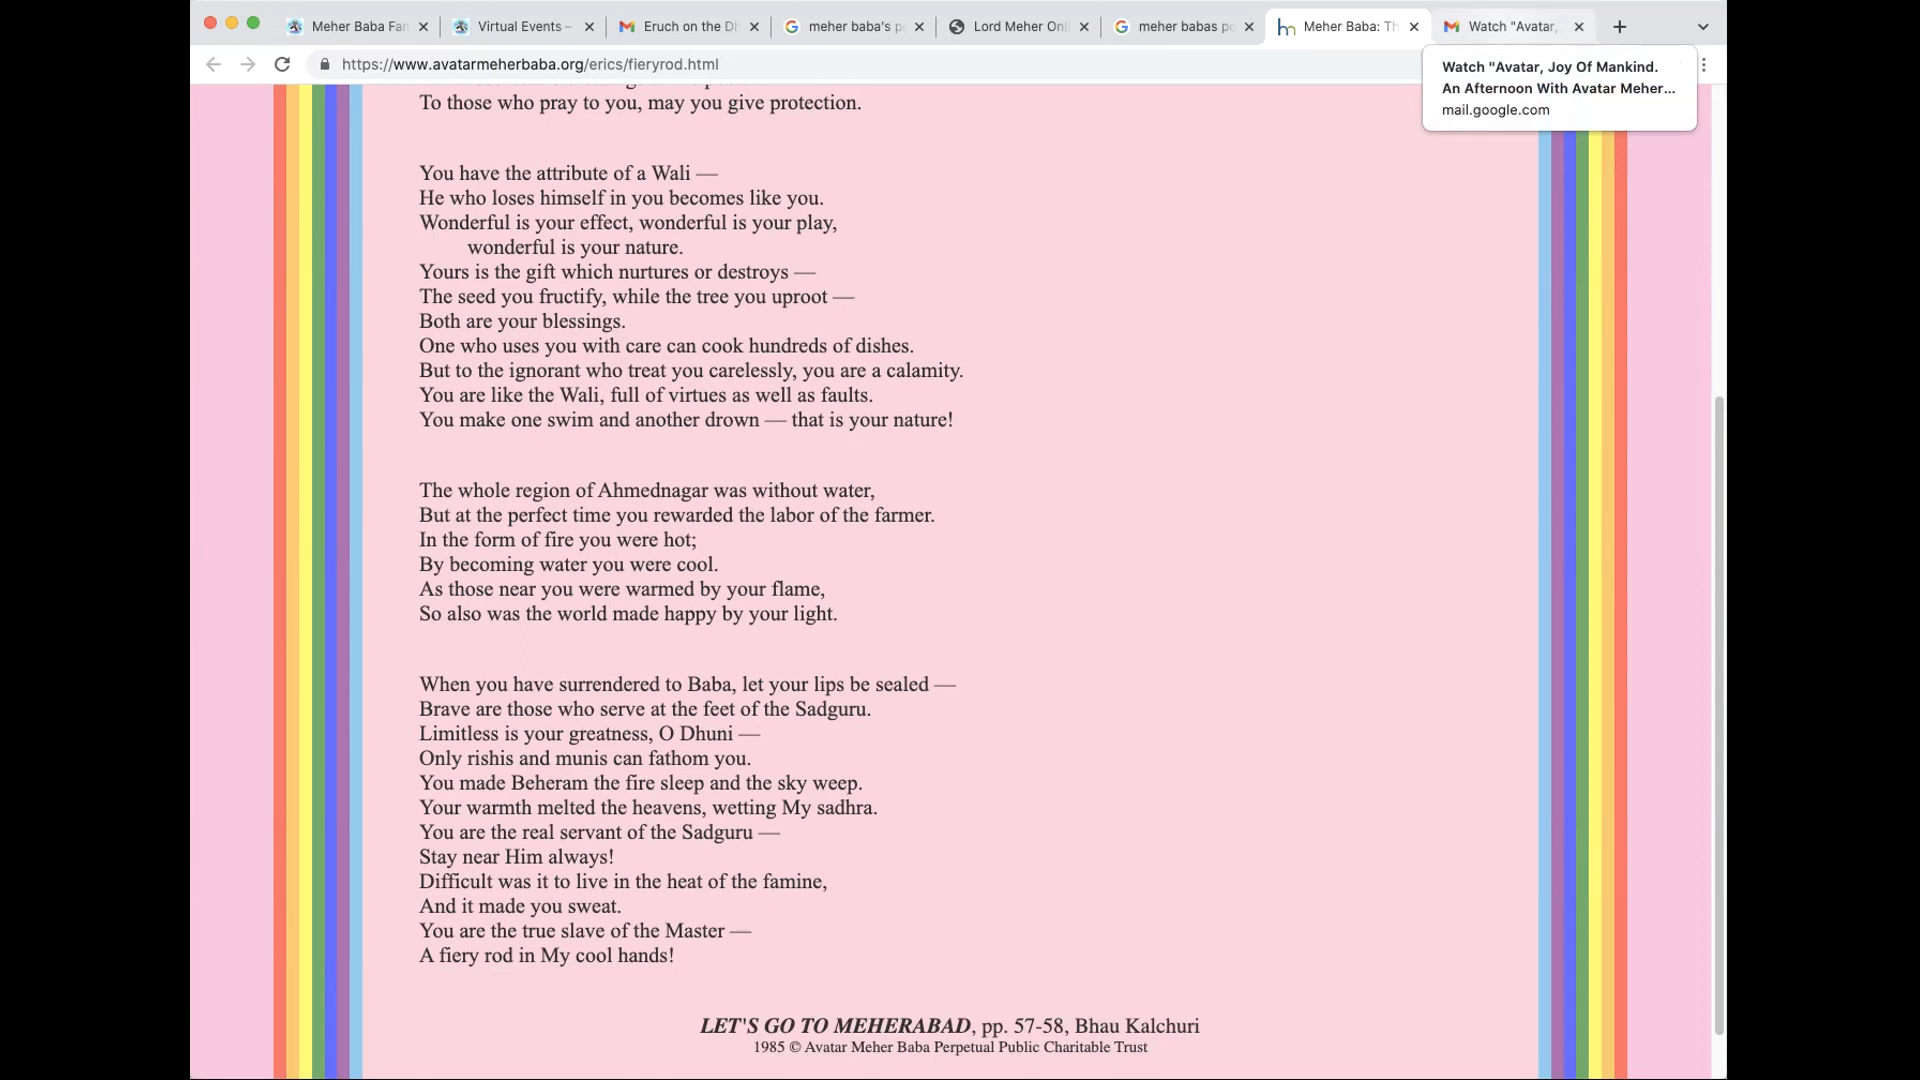 Meher Baba Fan
Virtual Events –
Eruch on the Dh
meher baba's p
Lord Meher Onl
meher babas po
Meher Baba: Th
Watch "Avatar,
https://www.avatarmeherbaba.org/erics/fieryrod.html
Watch "Avatar, Joy Of Mankind.
An Afternoon With Avatar Meher...
mail.google.com
To those who pray to you, may you give protection.
You have the attribute of a Wali —
He who loses himself in you becomes like you.
Wonderful is your effect, wonderful is your play,
wonderful is your nature.
Yours is the gift which nurtures or destroys —
The seed you fructify, while the tree you uproot —
Both are your blessings.
One who uses you with care can cook hundreds of dishes.
But to the ignorant who treat you carelessly, you are a calamity.
You are like the Wali, full of virtues as well as faults.
You make one swim and another drown — that is your nature!
The whole region of Ahmednagar was without water,
But at the perfect time you rewarded the labor of the farmer.
In the form of fire you were hot;
By becoming water you were cool.
As those near you were warmed by your flame,
So also was the world made happy by your light.
When you have surrendered to Baba, let your lips be sealed —
Brave are those who serve at the feet of the Sadguru.
Limitless is your greatness, O Dhuni —
Only rishis and munis can fathom you.
You made Beheram the fire sleep and the sky weep.
Your warmth melted the heavens, wetting My sadhra.
You are the real servant of the Sadguru —
Stay near Him always!
Difficult was it to live in the heat of the famine,
And it made you sweat.
You are the true slave of the Master —
A fiery rod in My cool hands!
LET'S GO TO MEHERABAD, pp. 57-58, Bhau Kalchuri
1985 © Avatar Meher Baba Perpetual Public Charitable Trust